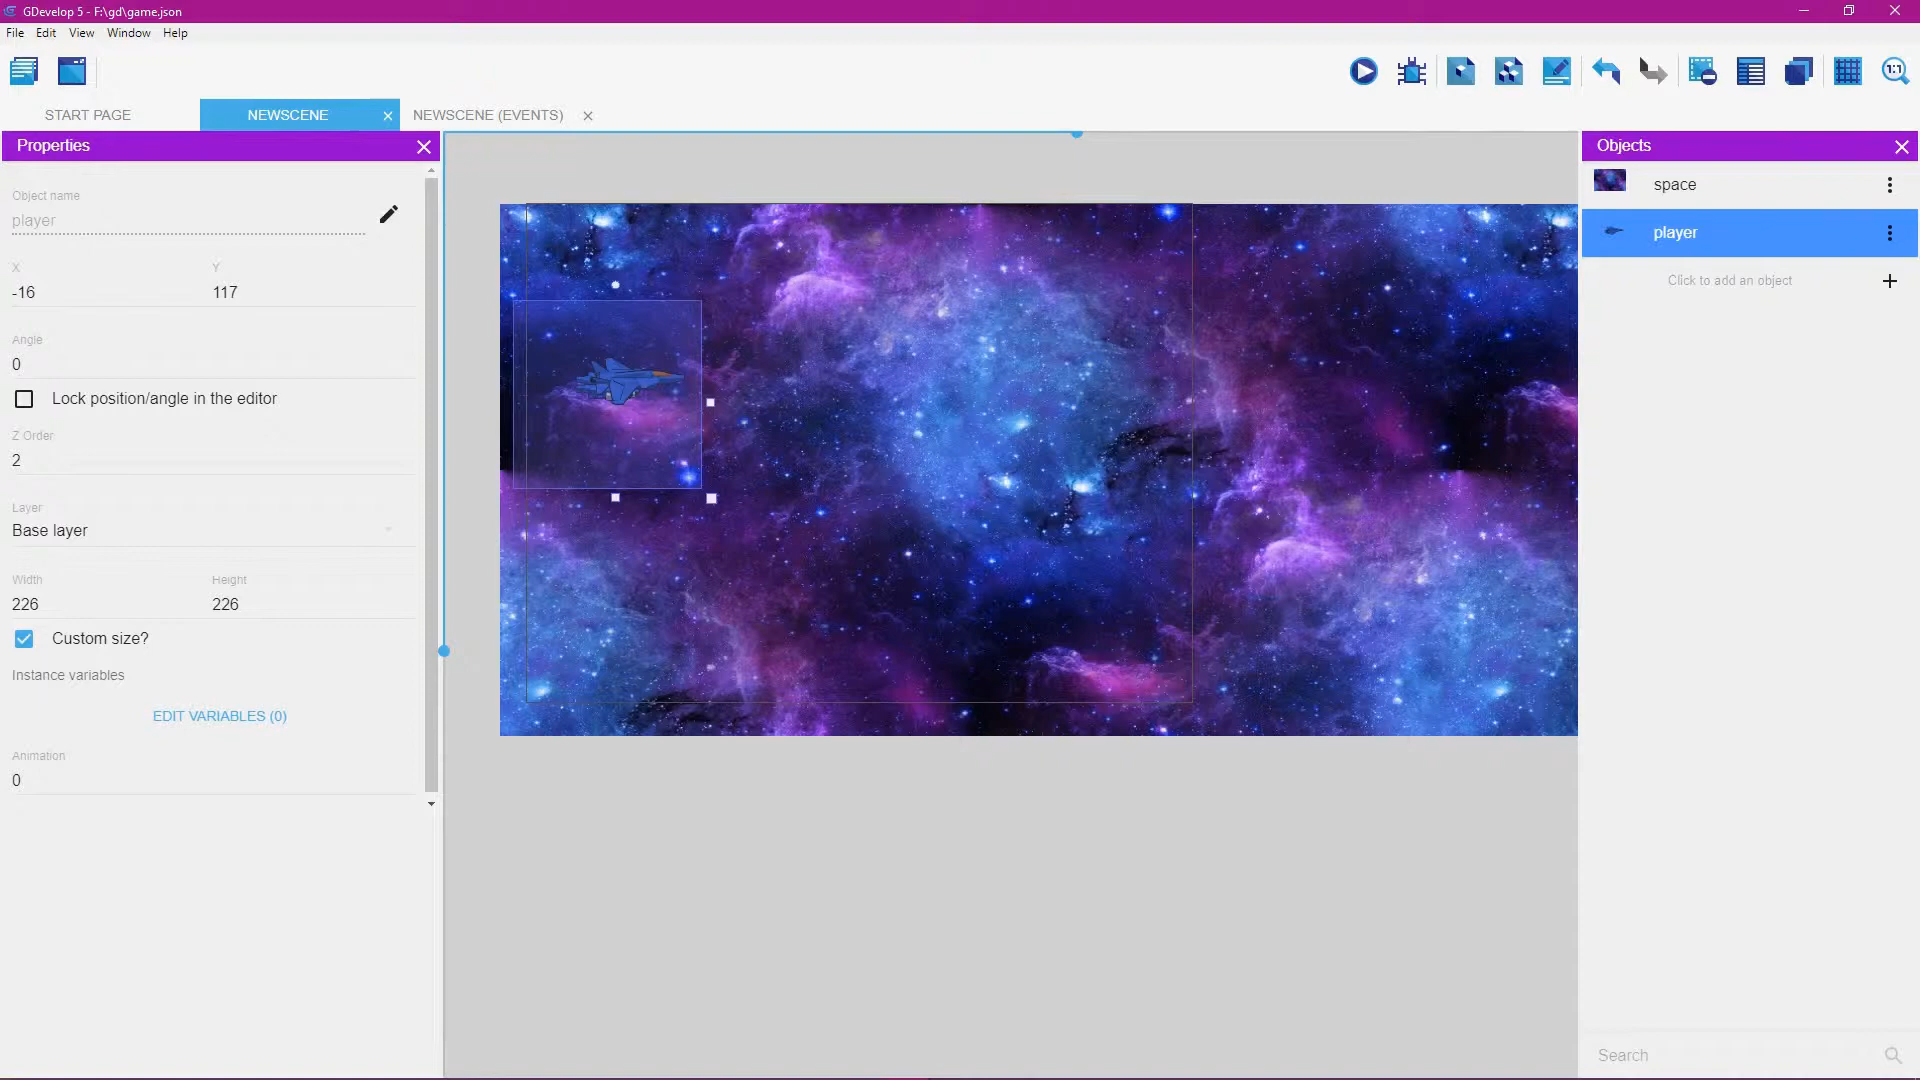 GDevelop 5 - F:\gd\game.json
File Edit View Window Help
1:1
START PAGE
NEWSCENE
NEWSCENE (EVENTS)
Properties
Object name
player
X Y
-16 117
Angle
0
Lock position/angle in the editor
Z Order
2
Layer
Base layer
Width Height
226 226
Custom size?
Instance variables
EDIT VARIABLES (0)
Animation
0
Objects
space
player
Click to add an object
Search